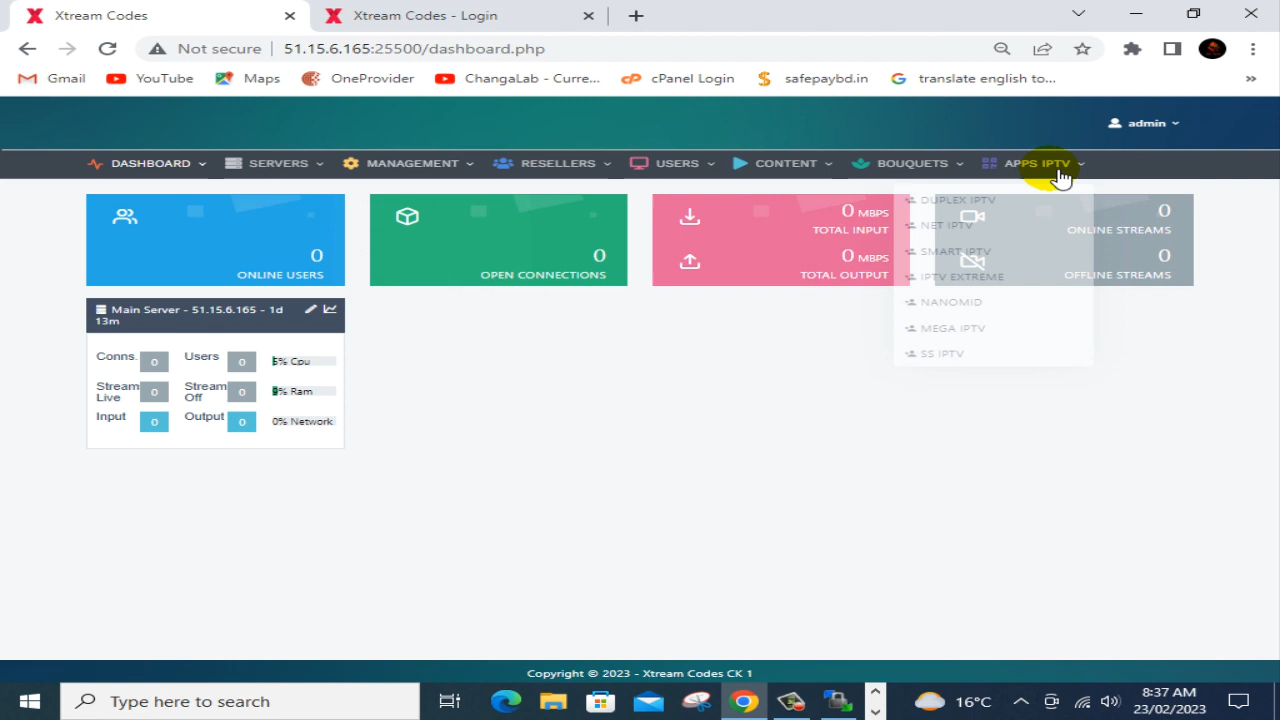 Xtream Codes
Xtream Codes - Login
Not secure 51.15.6.165:25500/dashboard.php
Gmail YouTube Maps OneProvider ChangaLab - Curre... cPanel Login safepaybd.in translate english to... »
admin
DASHBOARD SERVERS MANAGEMENT RESELLERS USERS CONTENT BOUQUETS APPS IPTV
0
ONLINE USERS
0
OPEN CONNECTIONS
0 MBPS
TOTAL INPUT
0 MBPS
TOTAL OUTPUT
0
ONLINE STREAMS
0
OFFLINE STREAMS
DUPLEX IPTV
NET IPTV
SMART IPTV
IPTV EXTREME
NANOMID
MEGA IPTV
SS IPTV
Main Server - 51.15.6.165 - 1d
13m
Conns. 0 Users 0 5% Cpu
Stream Live 0 Stream Off 0 9% Ram
Input 0 Output 0 0% Network
Copyright © 2023 - Xtream Codes CK 1
Type here to search
16°C
8:37 AM
23/02/2023